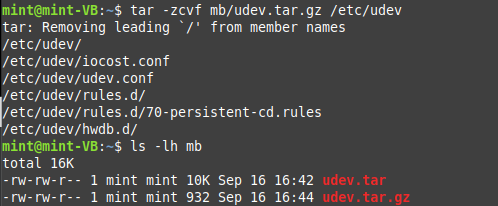 mint@mint-VB:~$ tar -zcvf mb/udev.tar.gz /etc/udev
tar: Removing leading `/' from member names
/etc/udev/
/etc/udev/iocost.conf
/etc/udev/udev.conf
/etc/udev/rules.d/
/etc/udev/rules.d/70-persistent-cd.rules
/etc/udev/hwdb.d/
mint@mint-VB:~$ ls -lh mb
total 16K
-rw-rw-r-- 1 mint mint 10K Sep 16 16:42 udev.tar
-rw-rw-r-- 1 mint mint 932 Sep 16 16:44 udev.tar.gz